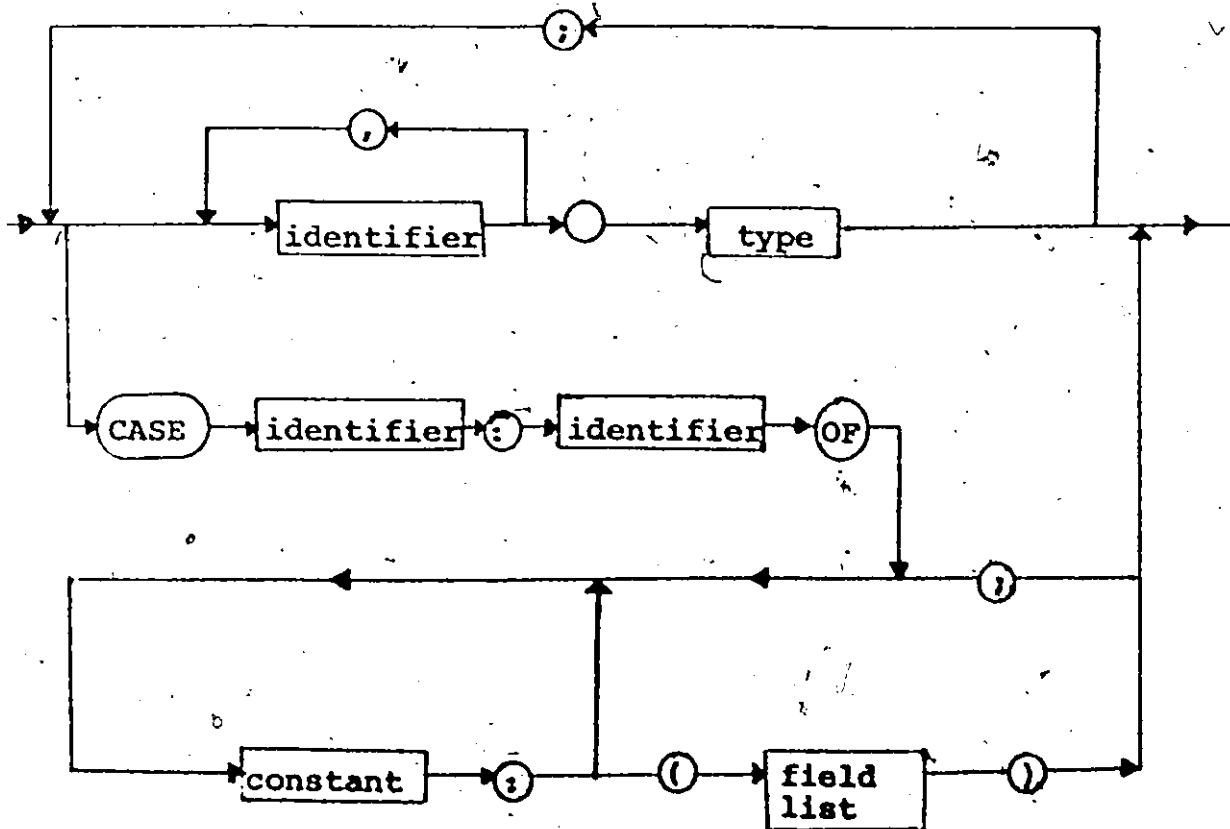 ;
,
identifier type
CASE identifier : identifier OF
;
constant : ( field list )